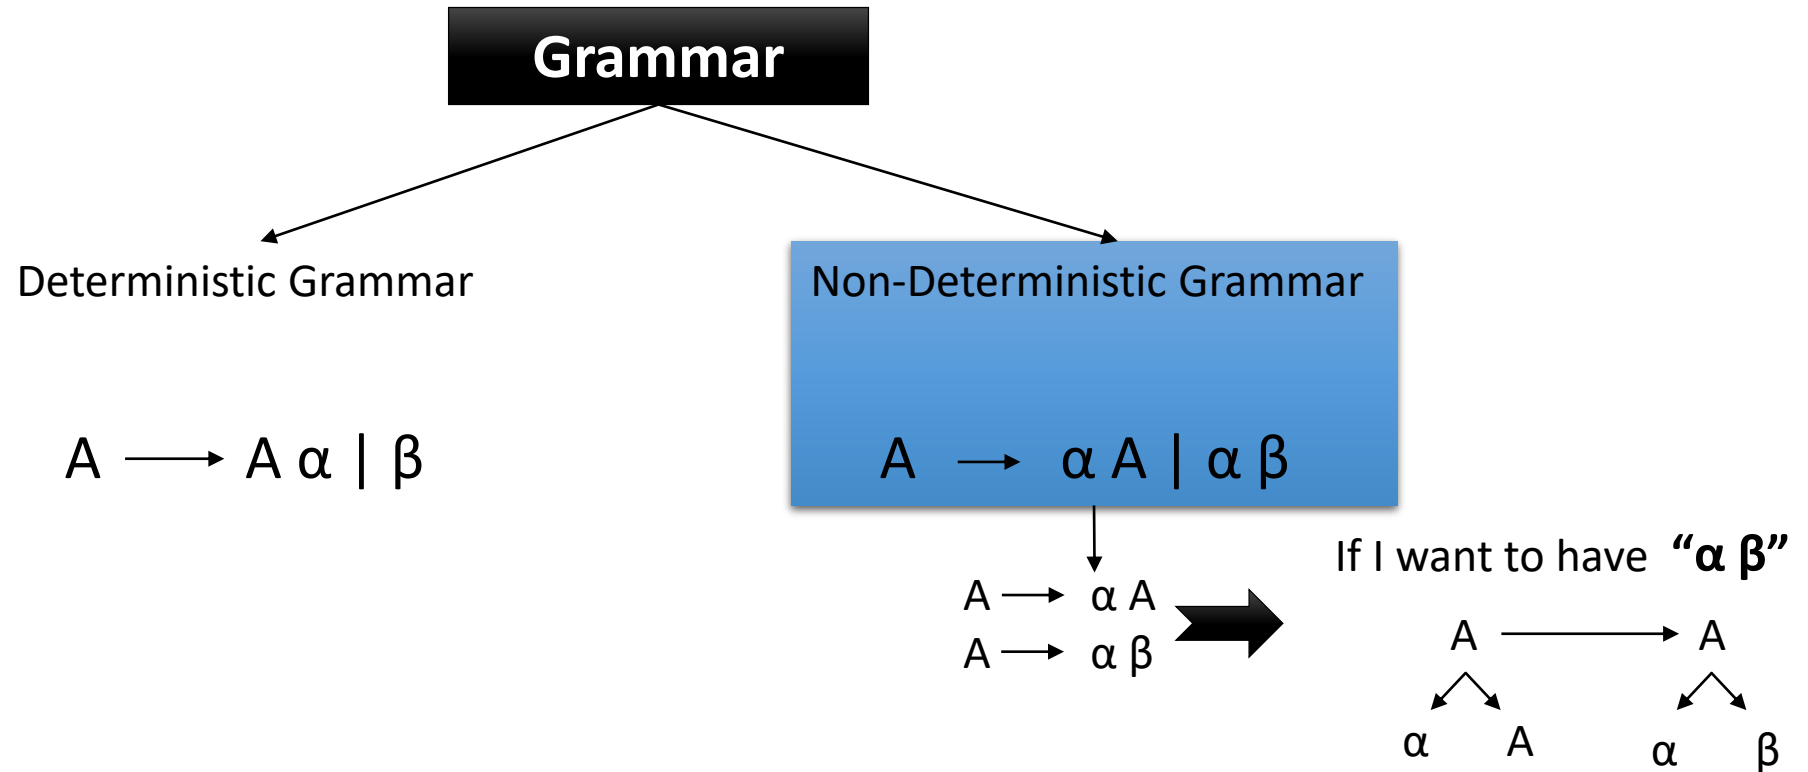 Grammar
Deterministic Grammar
Non-Deterministic Grammar
A → A α | β
A → α A | α β
If I want to have “α β”
A → α A
A → α β
A → A
α A
α β